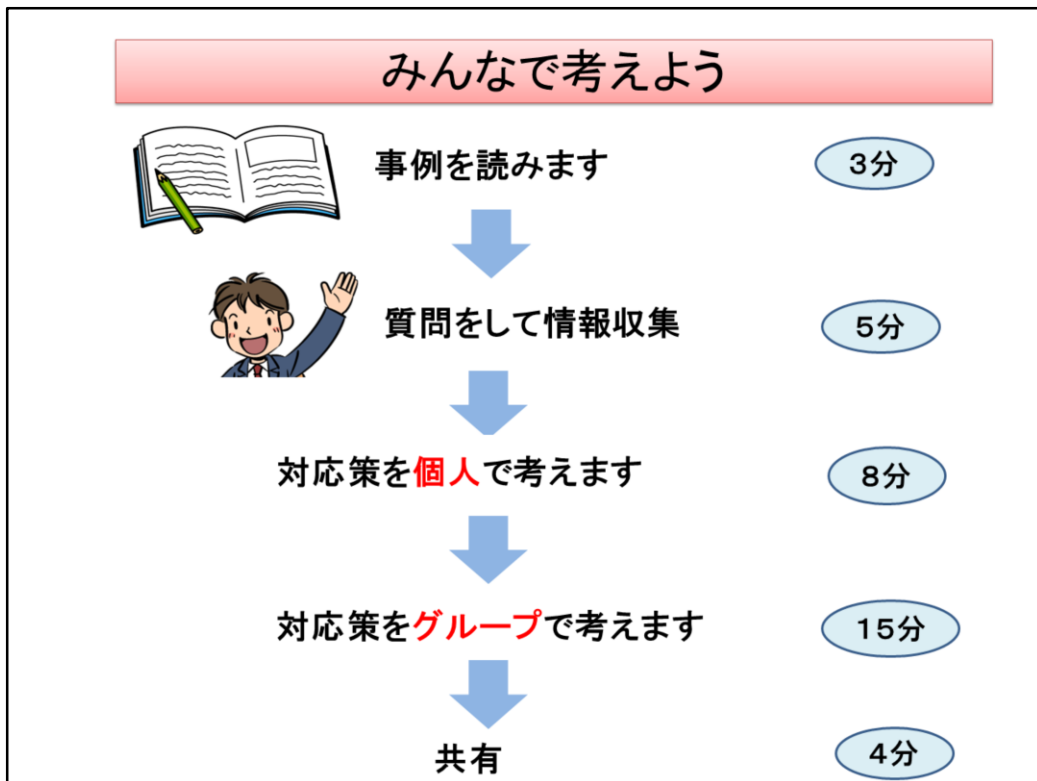 みんなで考えよう
事例を読みます
３分
質問をして情報収集
５分
対応策を個人で考えます
８分
対応策をグループで考えます
１５分
共有
４分